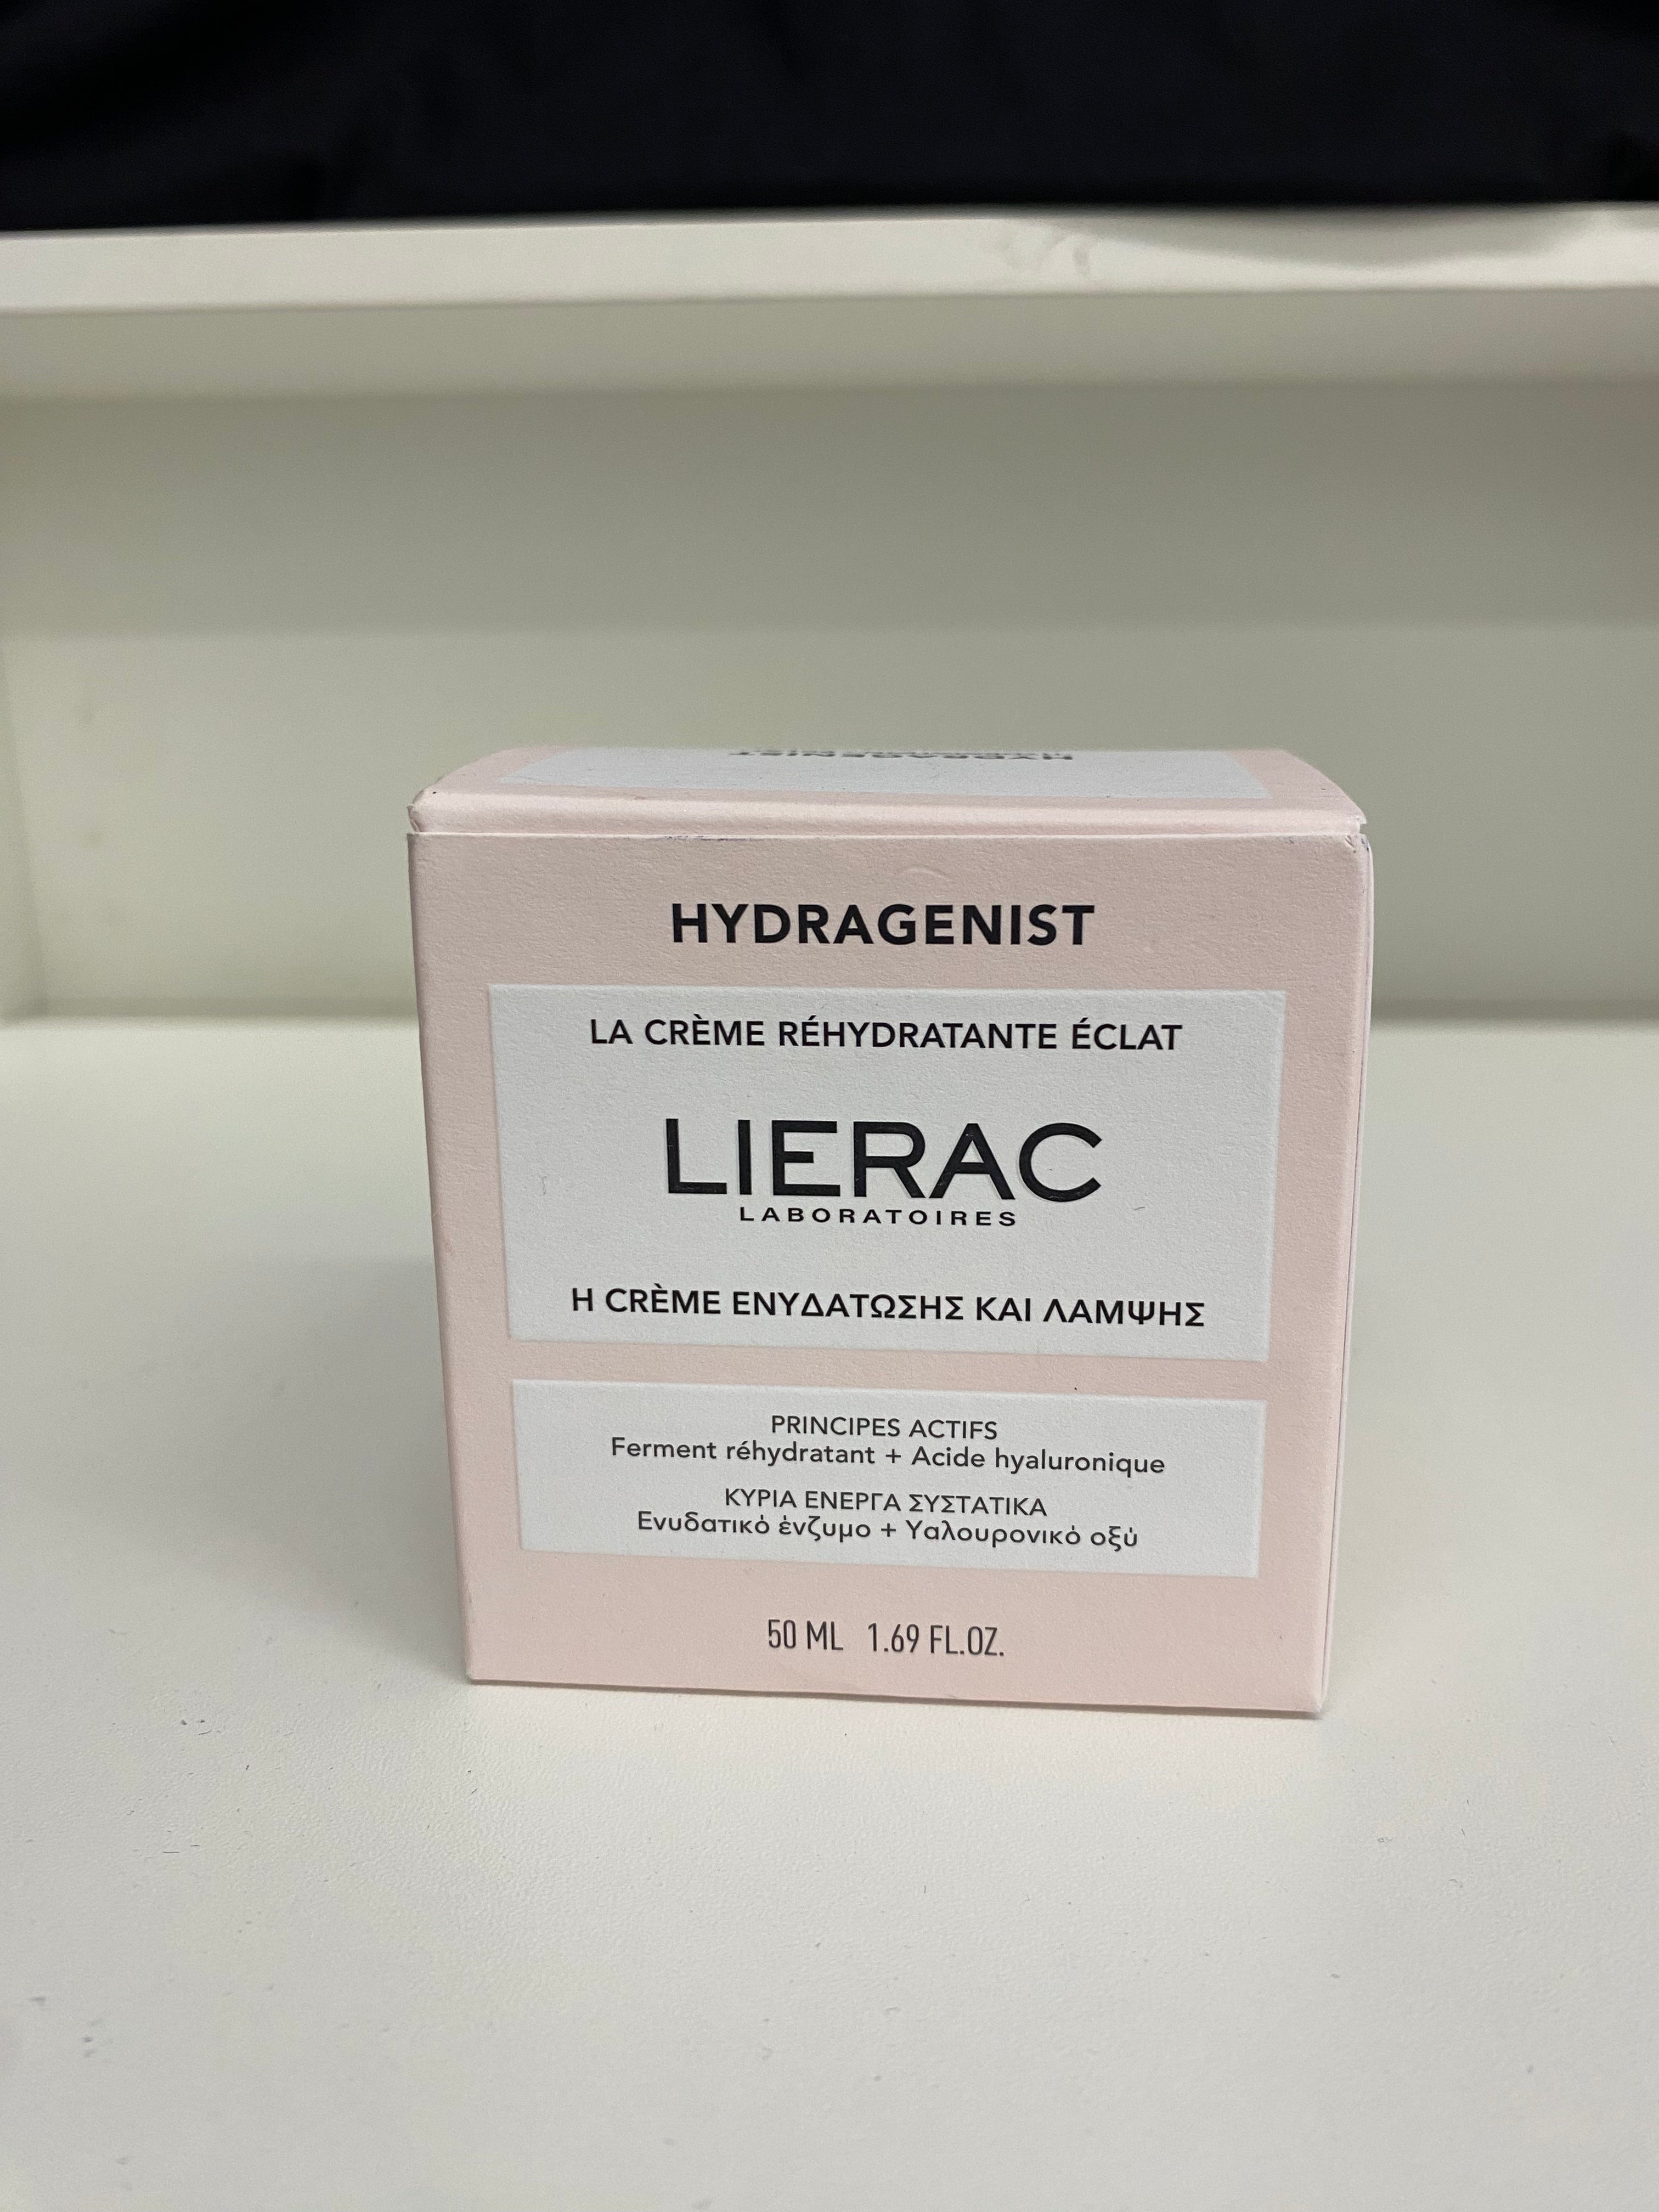 HYDRAGENIST
HYDRAGENIST
LA CRÈME RÉHYDRATANTE ÉCLAT
LIERAC
LABORATOIRES
Η CRÈME ΕΝΥΔΑΤΩΣΗΣ ΚΑΙ ΛΑΜΨΗΣ
PRINCIPES ACTIFS
Ferment réhydratant + Acide hyaluronique
ΚΥΡΙΑ ΕΝΕΡΓΑ ΣΥΣΤΑΤΙΚΑ
Ενυδατικό ένζυμο + Υαλουρονικό οξύ
50 ML 1.69 FL.OZ.